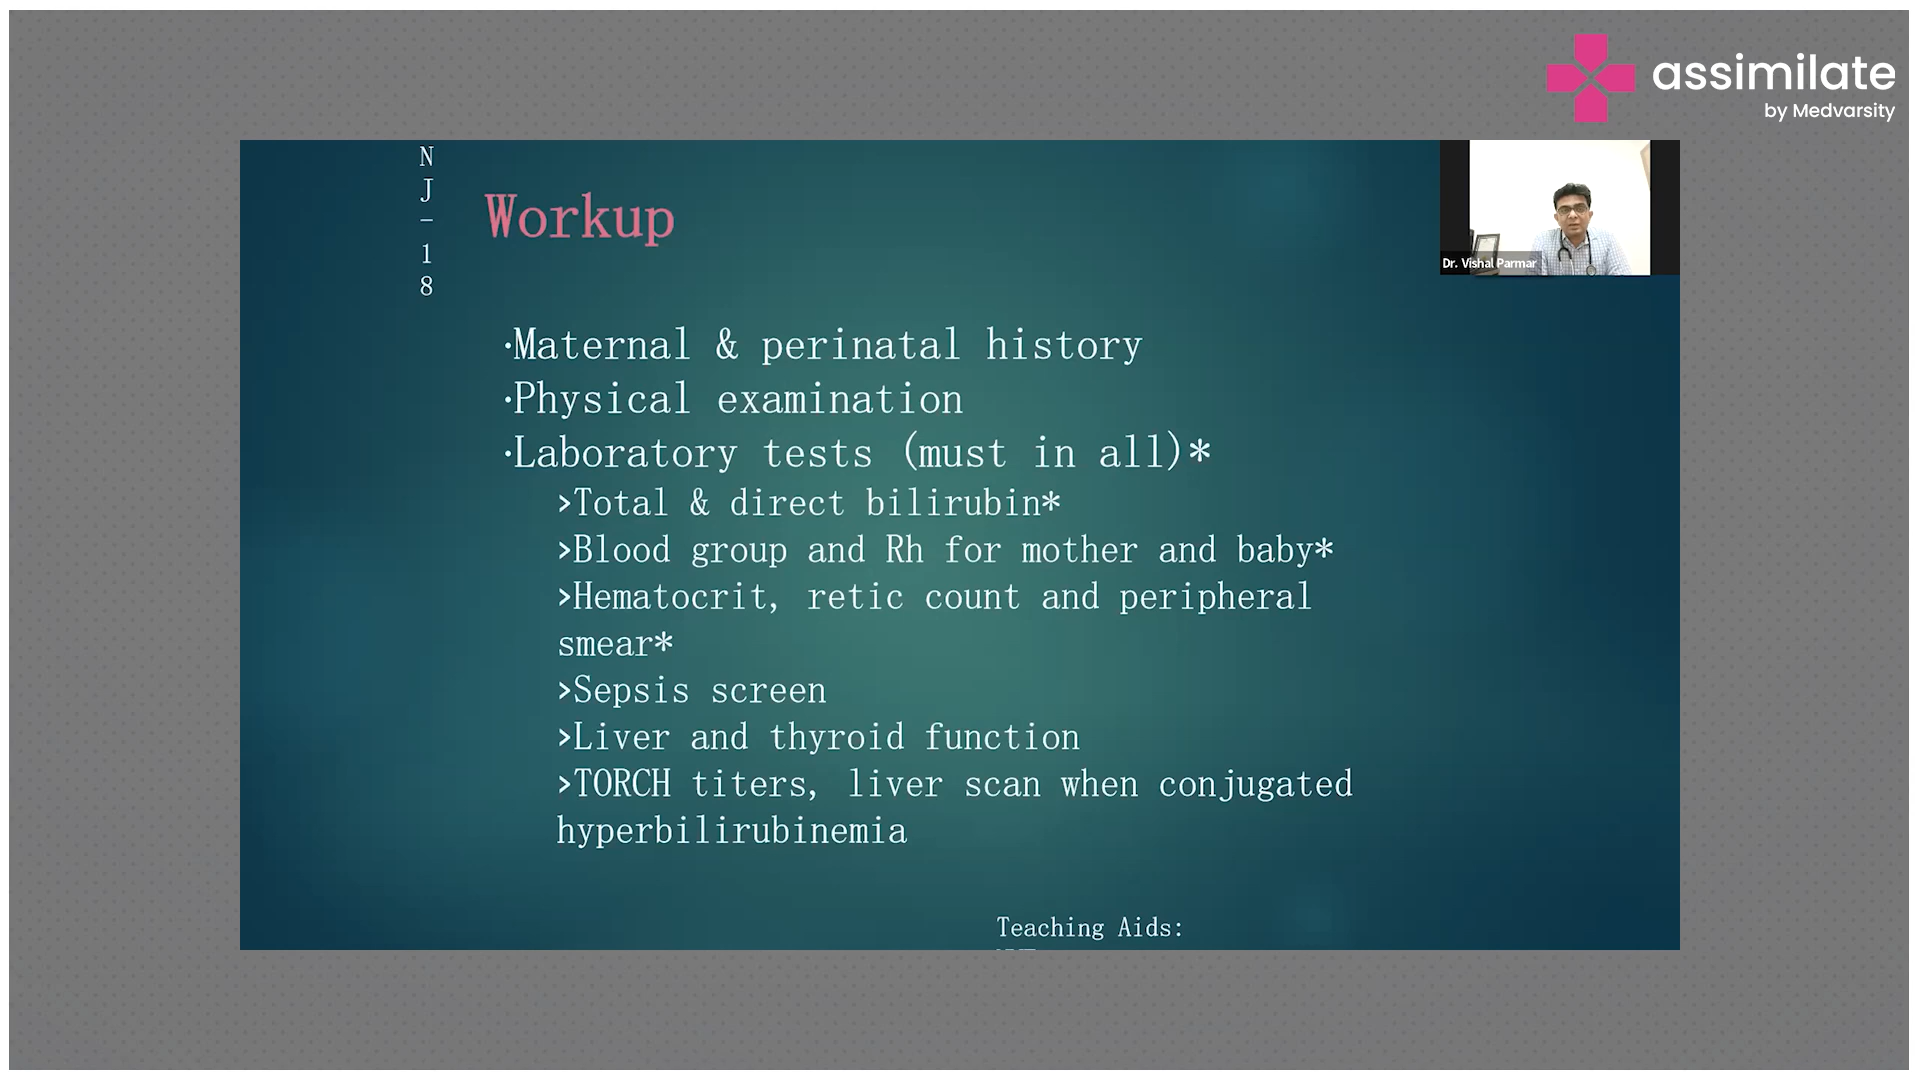 assimilate
by Medvarsity
N
J
-
1
8
Workup
Dr. Vishal Parmar
·Maternal & perinatal history
·Physical examination
·Laboratory tests (must in all)*
>Total & direct bilirubin*
>Blood group and Rh for mother and baby*
>Hematocrit, retic count and peripheral
smear*
>Sepsis screen
>Liver and thyroid function
>TORCH titers, liver scan when conjugated
hyperbilirubinemia
Teaching Aids: